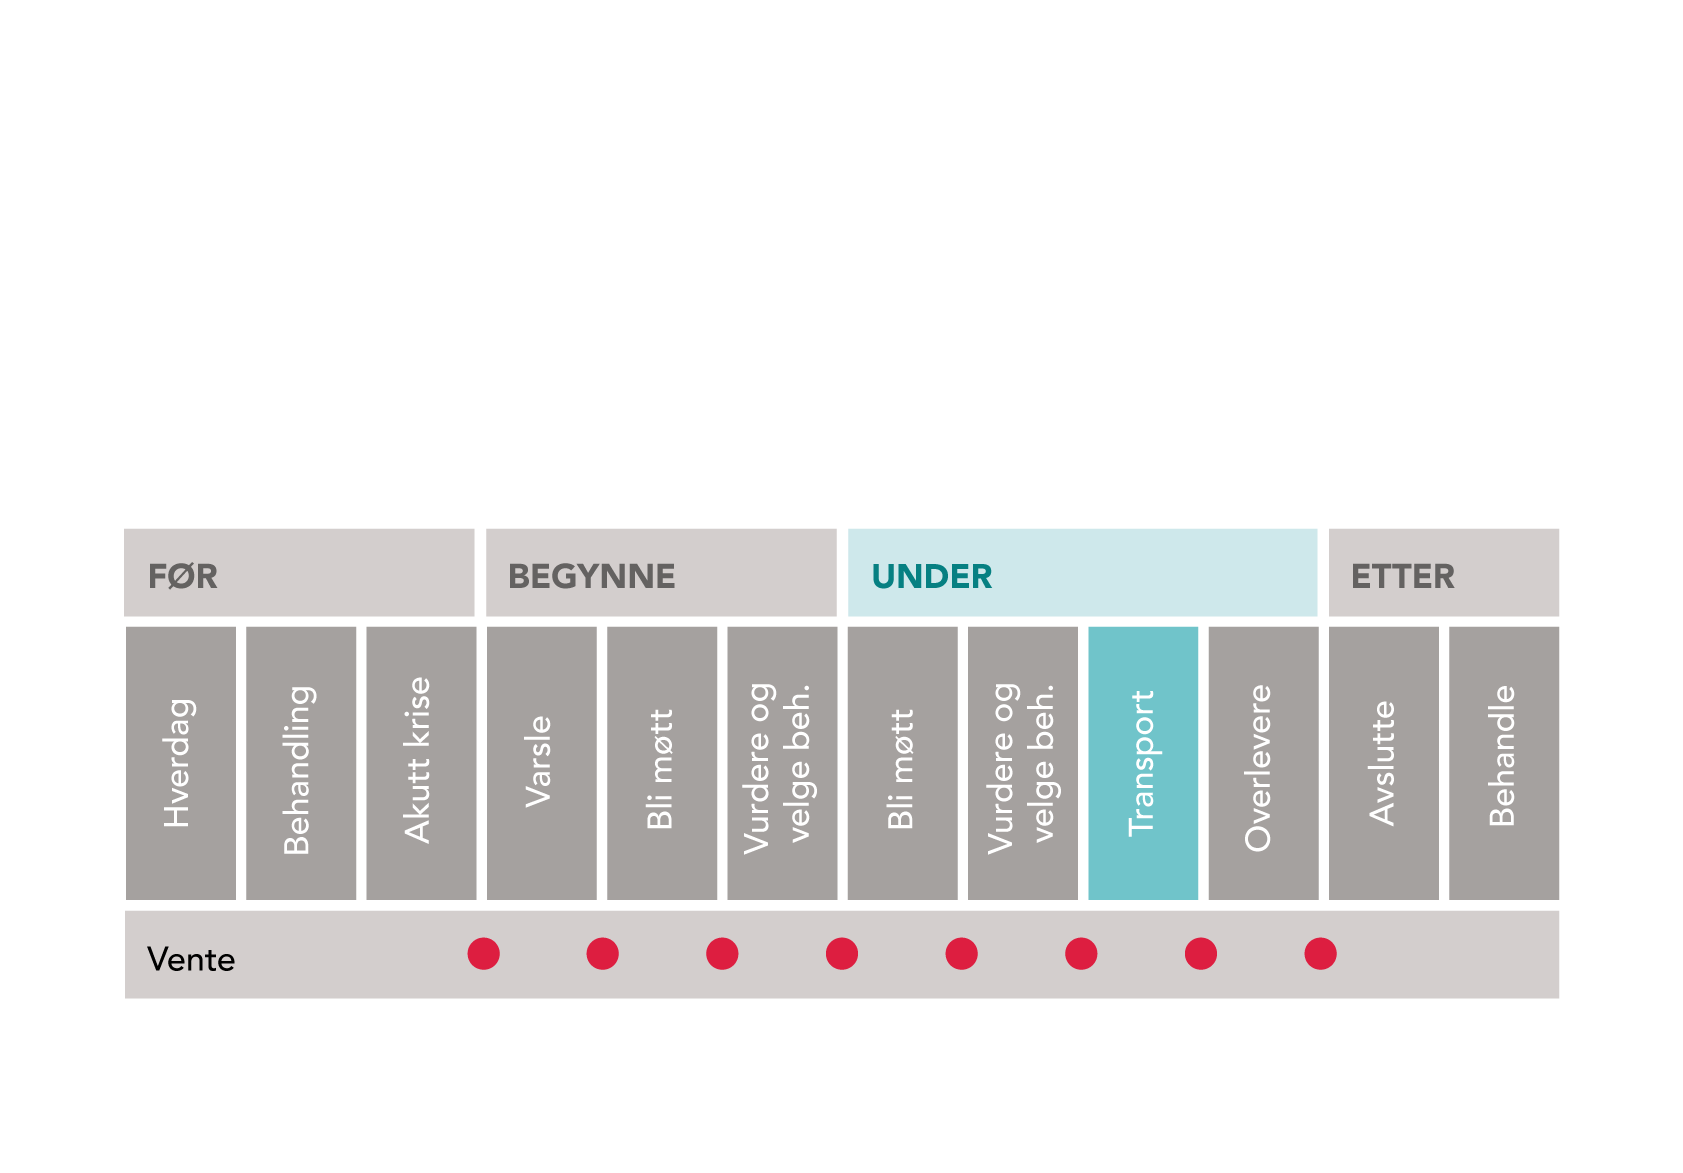 FØR
BEGYNNE
UNDER
ETTER
Hverdag
Behandling
Akutt krise
Varsle
Bli møtt
Vurdere og
velge beh.
Bli møtt
Vurdere og
velge beh.
Transport
Overlevere
Avslutte
Behandle
Vente